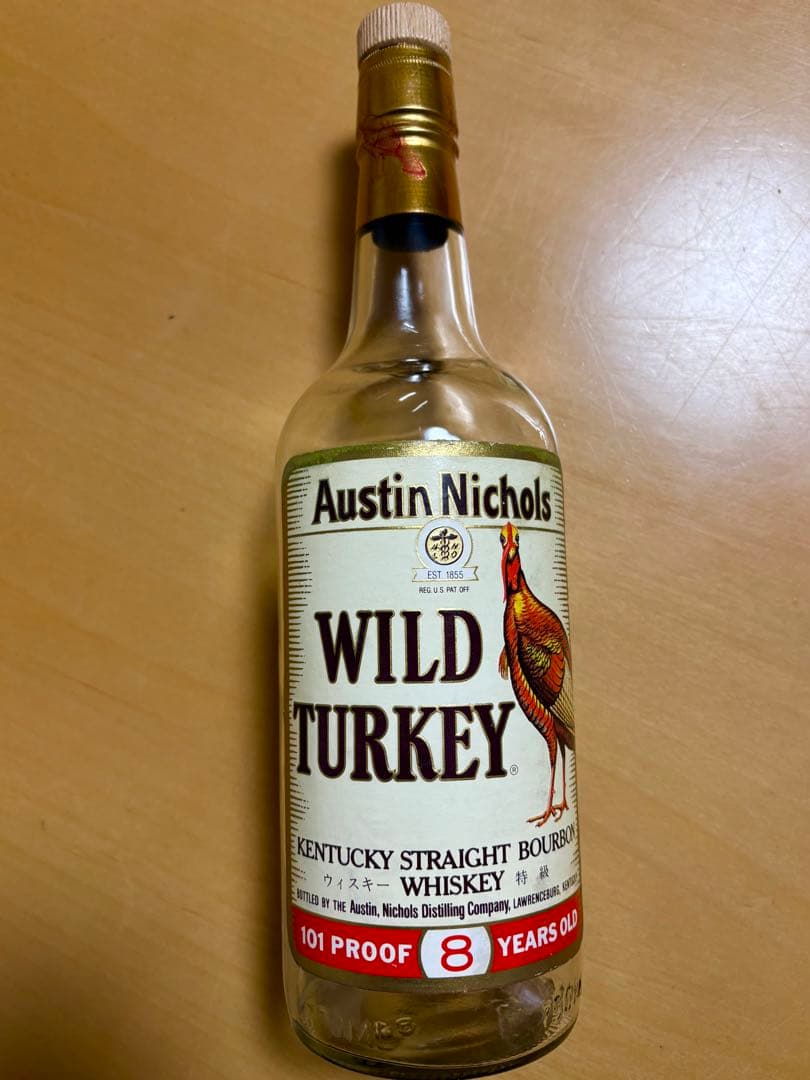 Austin Nichols
EST. 1855
REG. U.S. PAT. OFF
WILD
TURKEY®
KENTUCKY STRAIGHT BOURBON
ウィスキー WHISKEY 特級
BOTTLED BY THE Austin, Nichols Distilling Company, LAWRENCEBURG, KENTUCKY
101 PROOF 8 YEARS OLD